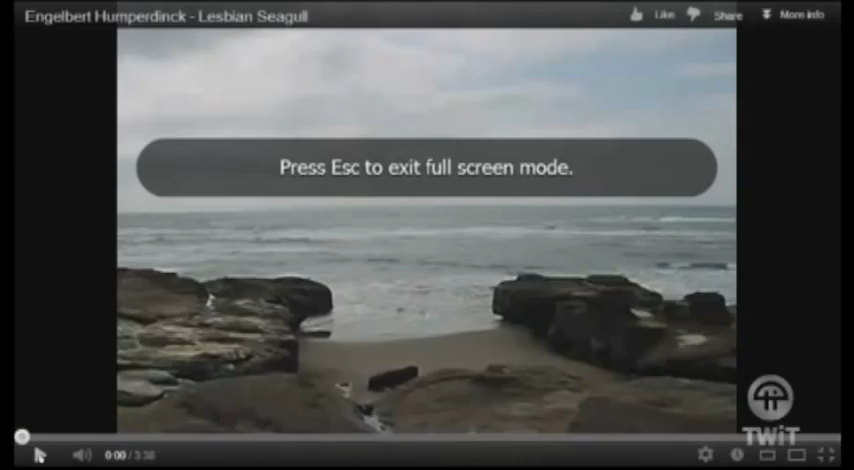 Engelbert Humperdinck - Lesbian Seagull
Like
Share
More info
Press Esc to exit full screen mode.
TWiT
0:00 / 3:38